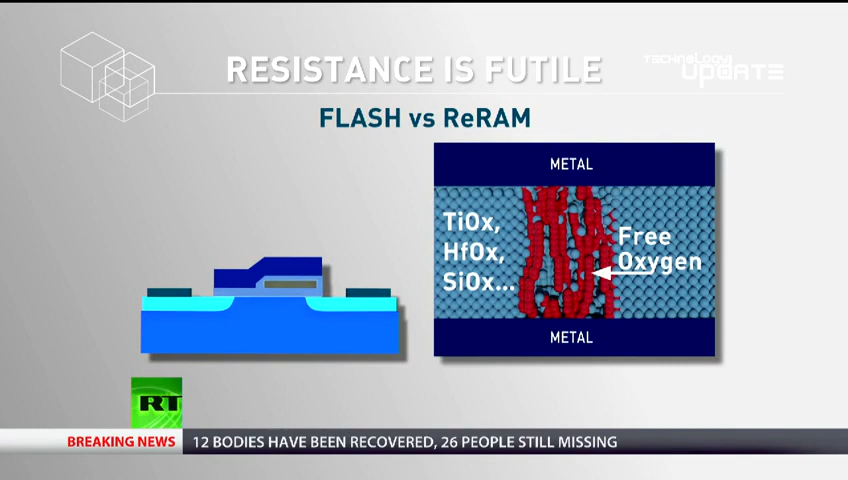 RESISTANCE IS FUTILE
TECHNOLOGY
UPDATE
FLASH vs ReRAM
METAL
TiOx,
HfOx,
SiOx...
Free
Oxygen
METAL
RT
BREAKING NEWS
12 BODIES HAVE BEEN RECOVERED, 26 PEOPLE STILL MISSING